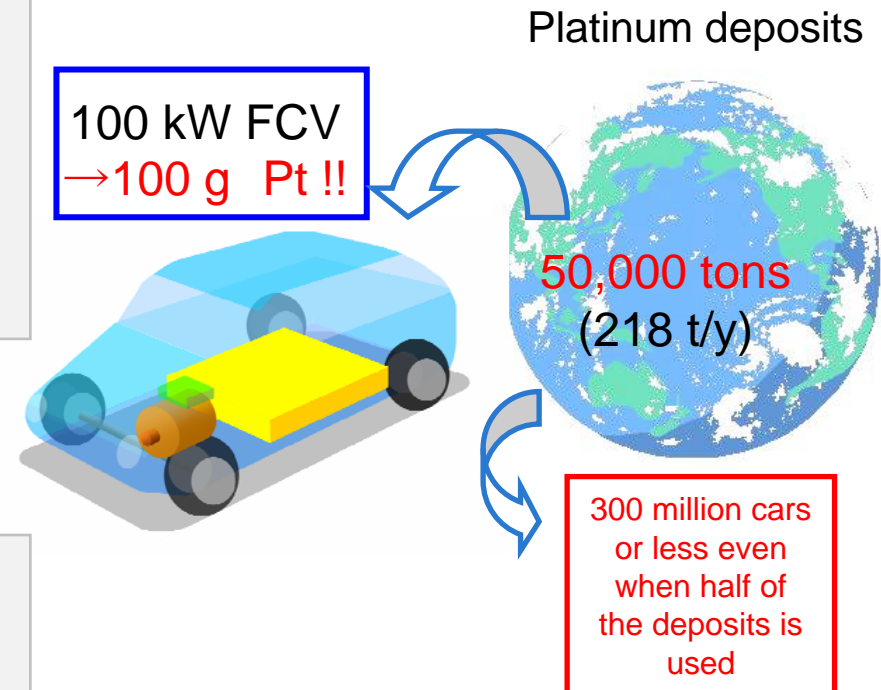 Platinum deposits
100 kW FCV
→100 g Pt !!
50,000 tons
(218 t/y)
300 million cars
or less even
when half of
the deposits is
used